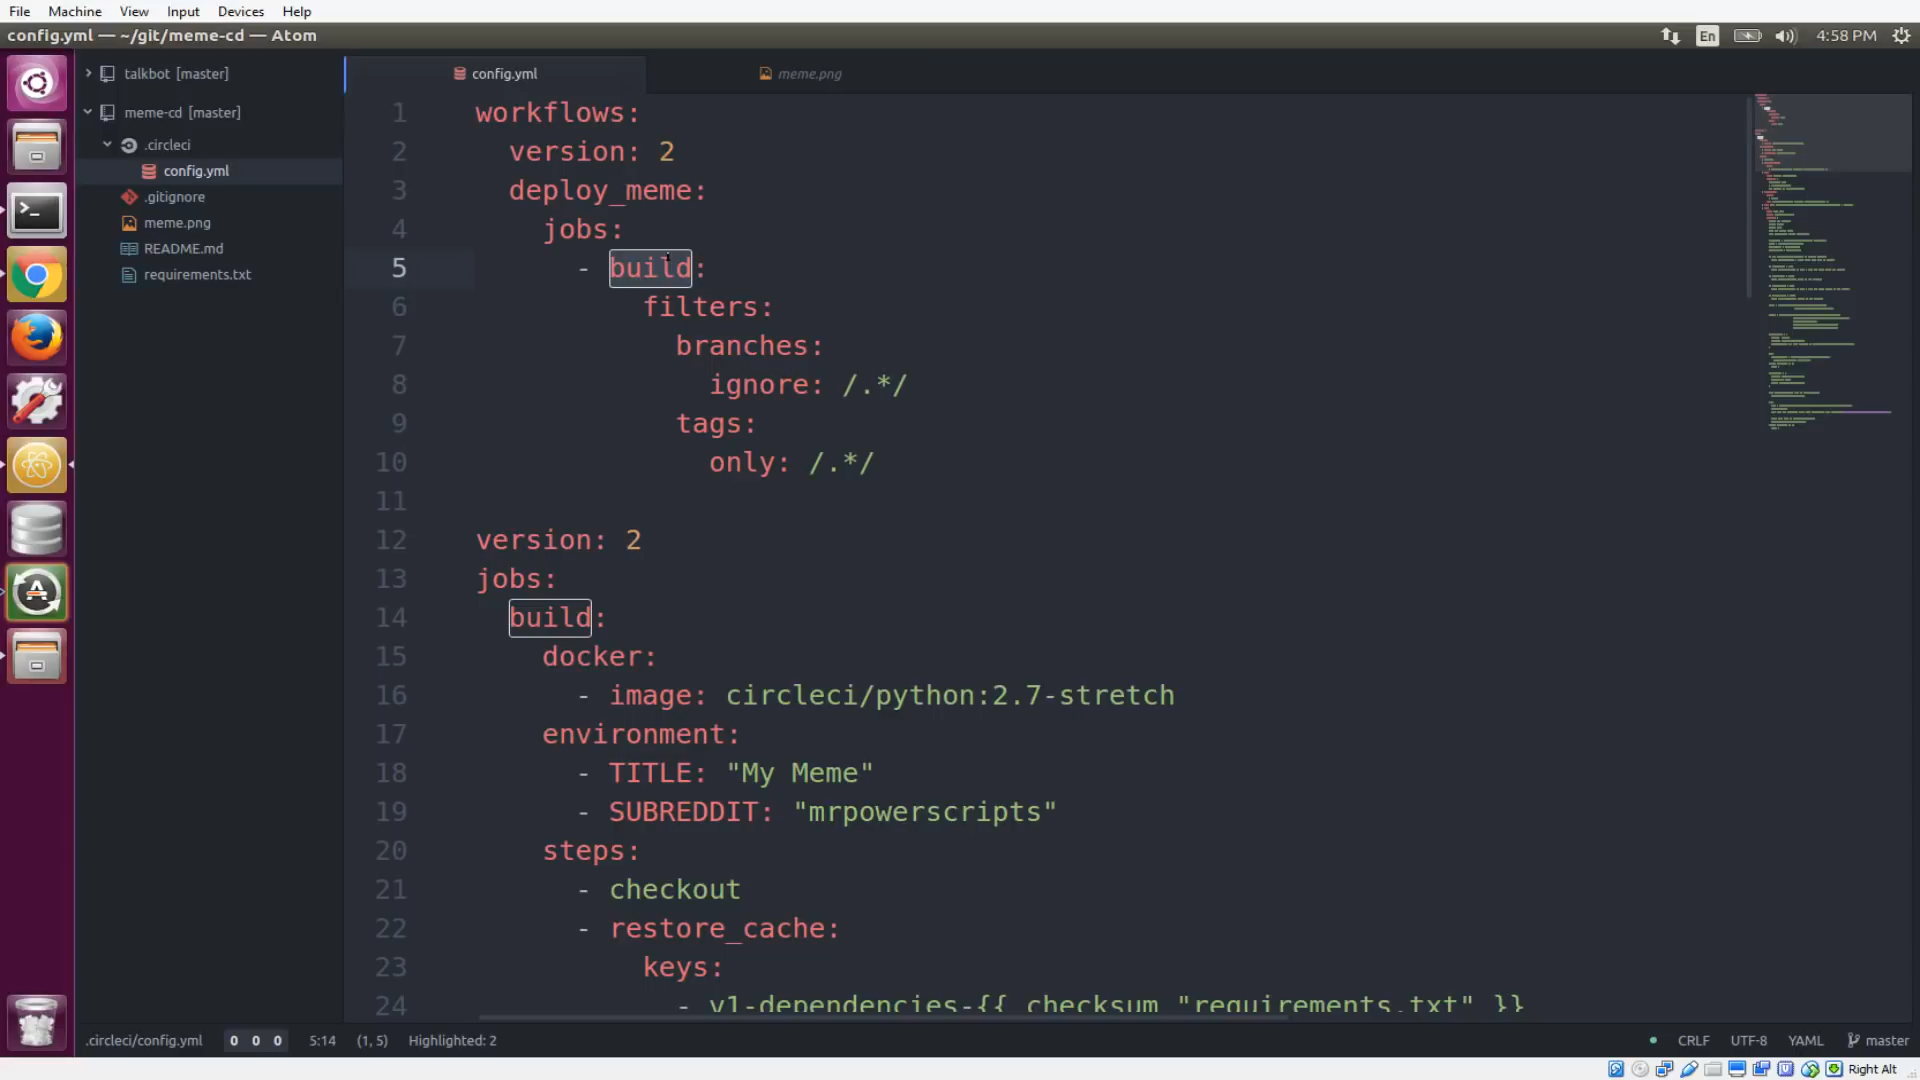 File Machine View Input Devices Help
config.yml — ~/git/meme-cd — Atom
En 4:58 PM
talkbot [master]
meme-cd [master]
.circleci
config.yml
.gitignore
meme.png
README.md
requirements.txt
config.yml
meme.png
1 workflows:
2 version: 2
3 deploy_meme:
4 jobs:
5 - build:
6 filters:
7 branches:
8 ignore: /.*/
9 tags:
10 only: /.*/
11
12 version: 2
13 jobs:
14 build:
15 docker:
16 - image: circleci/python:2.7-stretch
17 environment:
18 - TITLE: "My Meme"
19 - SUBREDDIT: "mrpowerscripts"
20 steps:
21 - checkout
22 - restore_cache:
23 keys:
24 - v1-dependencies-{{ checksum "requirements.txt" }}
.circleci/config.yml 0 0 0 5:14 (1, 5) Highlighted: 2 CRLF UTF-8 YAML master
Right Alt